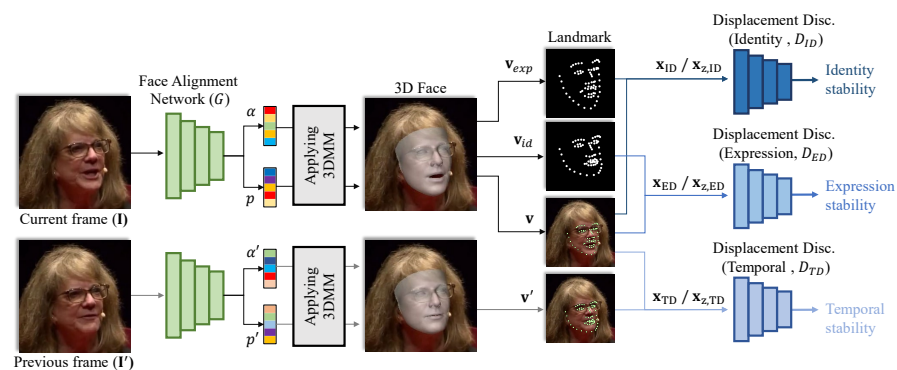 Displacement Disc.
(Identity , D_ID)
Landmark
Face Alignment
Network (G)
3D Face
v_exp
x_ID / x_z,ID
Identity
stability
α
Applying
3DMM
p
v_id
Displacement Disc.
(Expression, D_ED)
x_ED / x_z,ED
Expression
stability
v
Current frame (I)
Displacement Disc.
(Temporal , D_TD)
α′
Applying
3DMM
p′
v′
x_TD / x_z,TD
Temporal
stability
Previous frame (I′)